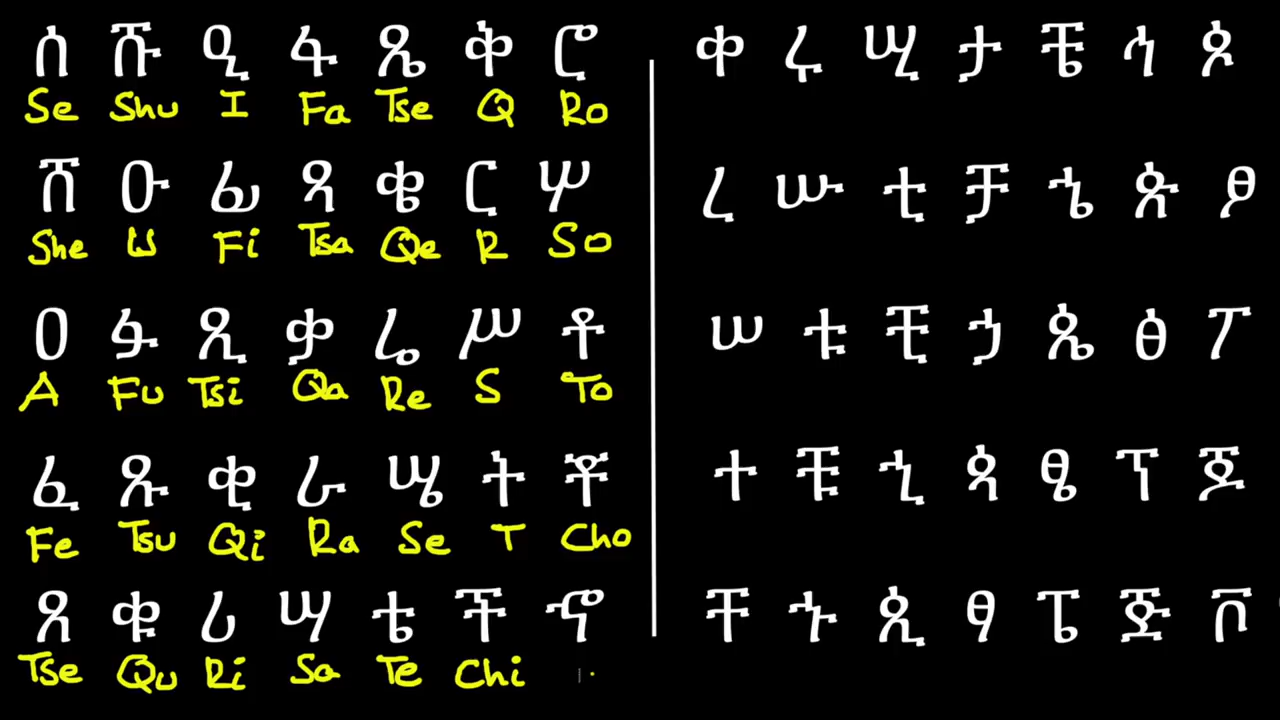 ሰ ሹ ዒ ፋ ጼ ቅ ሮ
Se Shu I Fa Tse Q Ro
ሸ ዑ ፊ ጻ ቄ ር ሦ
She U Fi Tsa Qe R So
ዐ ፉ ጺ ቃ ሬ ሥ ቶ
A Fu Tsi Qa Re S To
ፈ ጹ ቂ ራ ሤ ት ቾ
Fe Tsu Qi Ra Se T Cho
ጸ ቁ ሪ ሣ ቴ ች ኆ
Tse Qu Ri Sa Te Chi
ቀ ሩ ሢ ታ ቼ ኅ ጶ
ረ ሡ ቲ ቻ ኄ ጵ ፆ
ሠ ቱ ቺ ኃ ጴ ፅ ፖ
ተ ቹ ኂ ጳ ፄ ፕ ጆ
ቸ ኁ ጲ ፃ ፔ ጅ ቮ